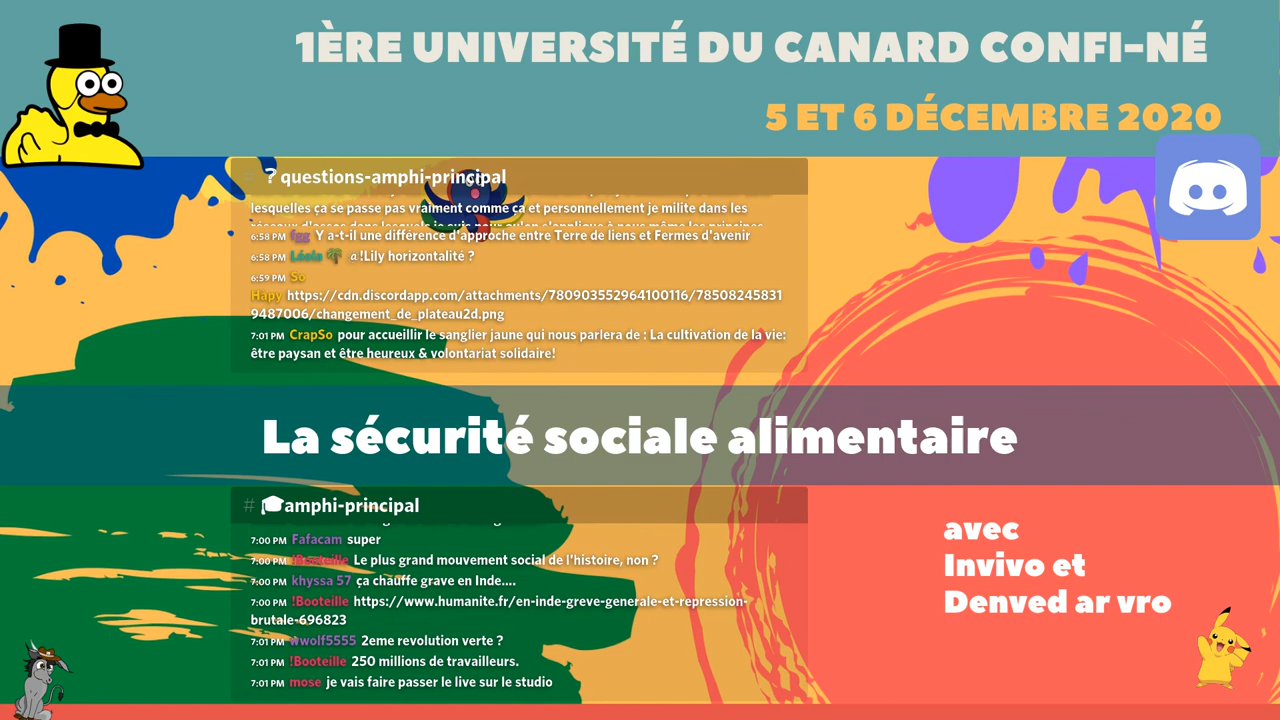 1ÈRE UNIVERSITÉ DU CANARD CONFI-NÉ
5 ET 6 DÉCEMBRE 2020
# ? questions-amphi-principal
lesquelles ça se passe pas vraiment comme ça et personnellement je milite dans les
6:58 PM fgg Y a-t-il une différence d'approche entre Terre de liens et Fermes d'avenir
6:58 PM Léola 🌴 @!Lily horizontalité ?
6:59 PM So
Hapy https://cdn.discordapp.com/attachments/780903552964100116/78508245831
9487006/changement_de_plateau2d.png
7:01 PM CrapSo pour accueillir le sanglier jaune qui nous parlera de : La cultivation de la vie:
être paysan et être heureux & volontariat solidaire!
La sécurité sociale alimentaire
# 🎓amphi-principal
7:00 PM Fafacam super
7:00 PM !Booteille Le plus grand mouvement social de l'histoire, non ?
7:00 PM khyssa 57 ça chauffe grave en Inde....
7:00 PM !Booteille https://www.humanite.fr/en-inde-greve-generale-et-repression-
brutale-696823
7:01 PM wwolf5555 2eme revolution verte ?
7:01 PM !Booteille 250 millions de travailleurs.
7:01 PM mose je vais faire passer le live sur le studio
avec
Invivo et
Denved ar vro